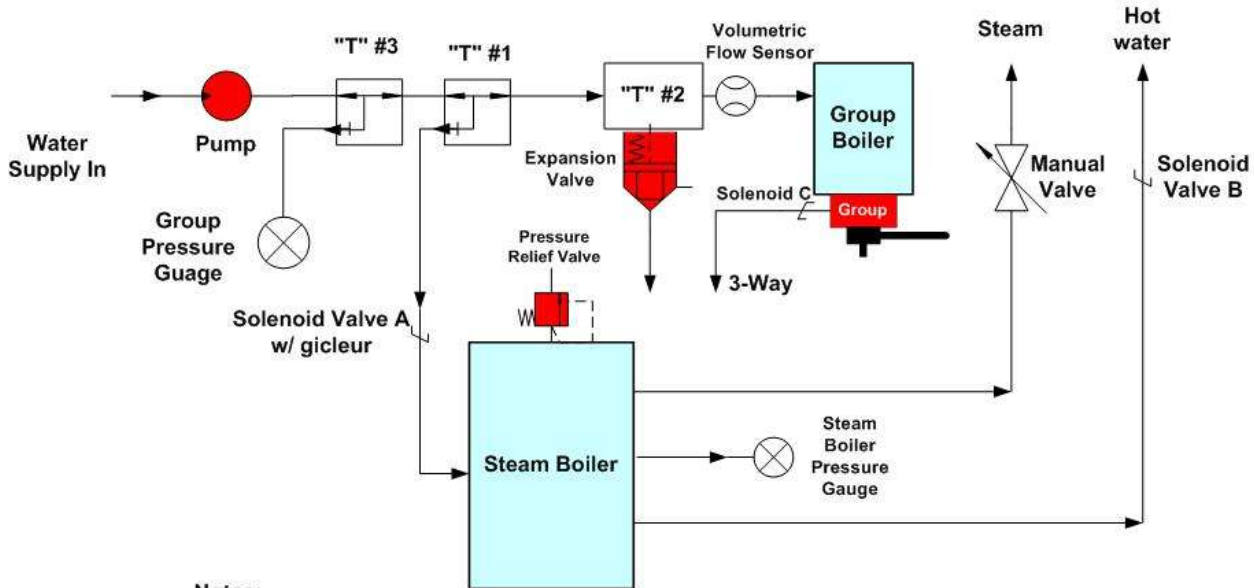 "T" #3
"T" #1
Volumetric
Flow Sensor
Steam
Hot
water
"T" #2
Group
Boiler
Water
Supply In
Pump
Expansion
Valve
Solenoid C
Group
Manual
Valve
Solenoid
Valve B
Group
Pressure
Guage
Pressure
Relief Valve
3-Way
Solenoid Valve A
w/ gicleur
Steam Boiler
Steam
Boiler
Pressure
Gauge